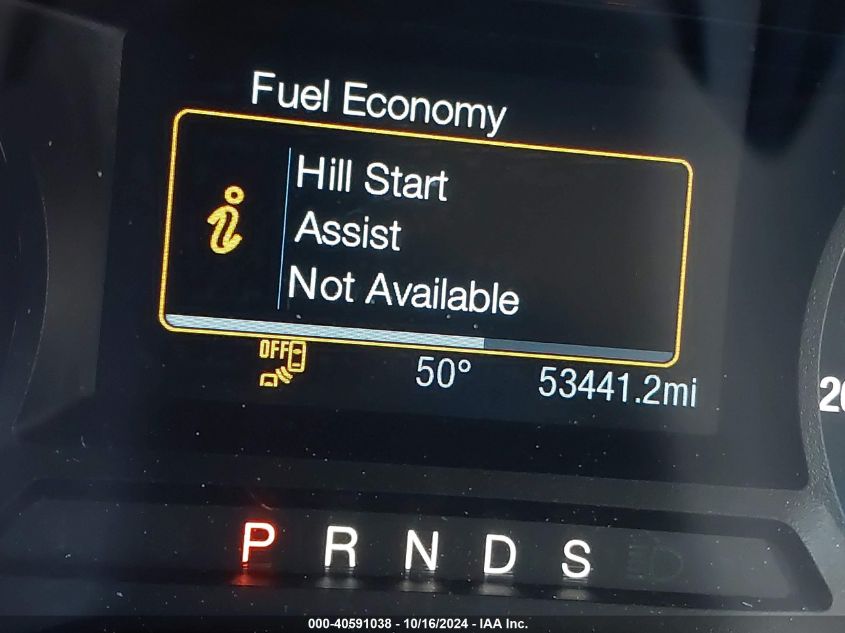 Fuel Economy
Hill Start
Assist
Not Available
OFF
50° 53441.2mi
P R N D S
000-40591038 - 10/16/2024 - IAA Inc.